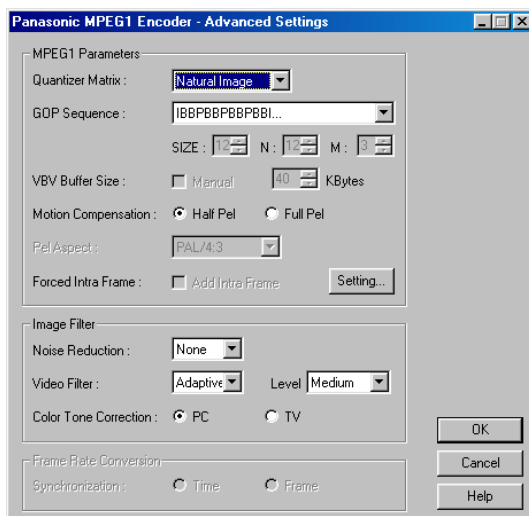 Panasonic MPEG1 Encoder - Advanced Settings
MPEG1 Parameters
Quantizer Matrix : Natural Image
GOP Sequence : IBBPBBPBBPBBI...
SIZE : 12 N : 12 M : 3
VBV Buffer Size : Manual 40 KBytes
Motion Compensation : Half Pel Full Pel
Pel Aspect : PAL/4:3
Forced Intra Frame : Add Intra Frame Setting...
Image Filter
Noise Reduction : None
Video Filter : Adaptive Level Medium
Color Tone Correction : PC TV
OK
Frame Rate Conversion
Cancel
Synchronization : Time Frame
Help